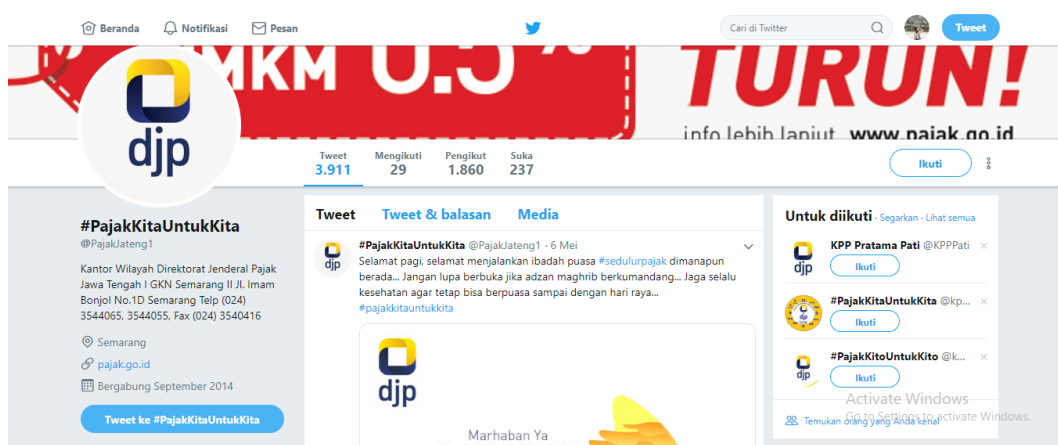 Beranda Notifikasi Pesan Cari di Twitter Tweet
MKM 0.5% TURUN!
info lebih lanjut www.pajak.go.id
djp
Tweet Mengikuti Pengikut Suka
3.911 29 1.860 237
Ikuti
#PajakKitaUntukKita
@PajakJateng1
Kantor Wilayah Direktorat Jenderal Pajak
Jawa Tengah I GKN Semarang II Jl. Imam
Bonjol No.1D Semarang Telp (024)
3544065, 3544055, Fax (024) 3540416
Semarang
pajak.go.id
Bergabung September 2014
Tweet ke #PajakKitaUntukKita
Tweet Tweet & balasan Media
djp
#PajakKitaUntukKita @PajakJateng1 · 6 Mei
Selamat pagi, selamat menjalankan ibadah puasa #sedulurpajak dimanapun
berada... Jangan lupa berbuka jika adzan maghrib berkumandang... Jaga selalu
kesehatan agar tetap bisa berpuasa sampai dengan hari raya...
#pajakkitauntukkita
djp
Marhaban Ya
Untuk diikuti · Segarkan · Lihat semua
djp
KPP Pratama Pati @KPPPati
Ikuti
#PajakKitaUntukKita @kp...
Ikuti
djp
#PajakKitoUntukKito @k...
Ikuti
Temukan orang yang Anda kenal
Activate Windows
Go to Settings to activate Windows.